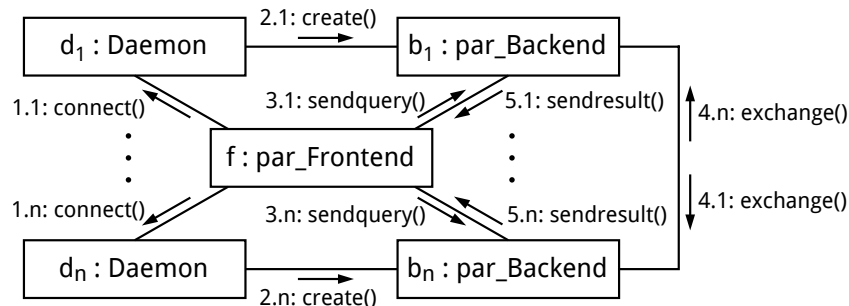 2.1: create()
d1 : Daemon
b1 : par_Backend
1.1: connect()
3.1: sendquery()
5.1: sendresult()
4.n: exchange()
f : par_Frontend
1.n: connect()
3.n: sendquery()
5.n: sendresult()
4.1: exchange()
dn : Daemon
bn : par_Backend
2.n: create()